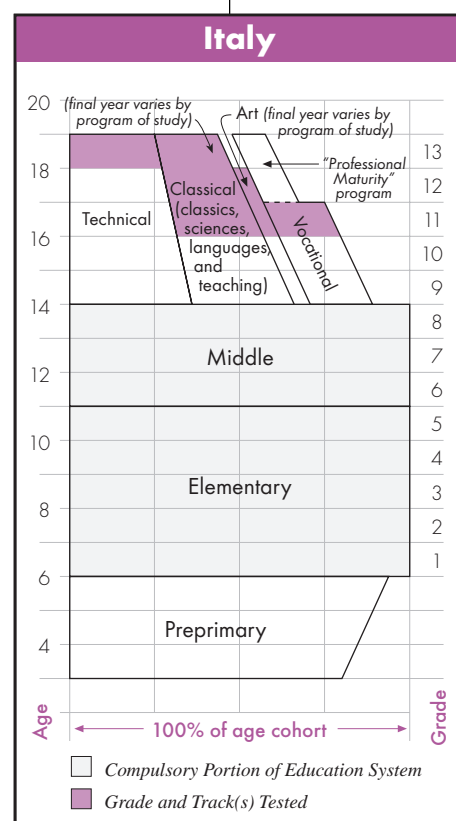 Italy
20
18
16
14
12
10
8
6
4
Age
(final year varies by
program of study)
Art (final year varies by
program of study)
"Professional
Maturity"
program
Technical
Classical
(classics,
sciences,
languages,
and
teaching)
Vocational
Middle
Elementary
Preprimary
13
12
11
10
9
8
7
6
5
4
3
2
1
Grade
100% of age cohort
Compulsory Portion of Education System
Grade and Track(s) Tested